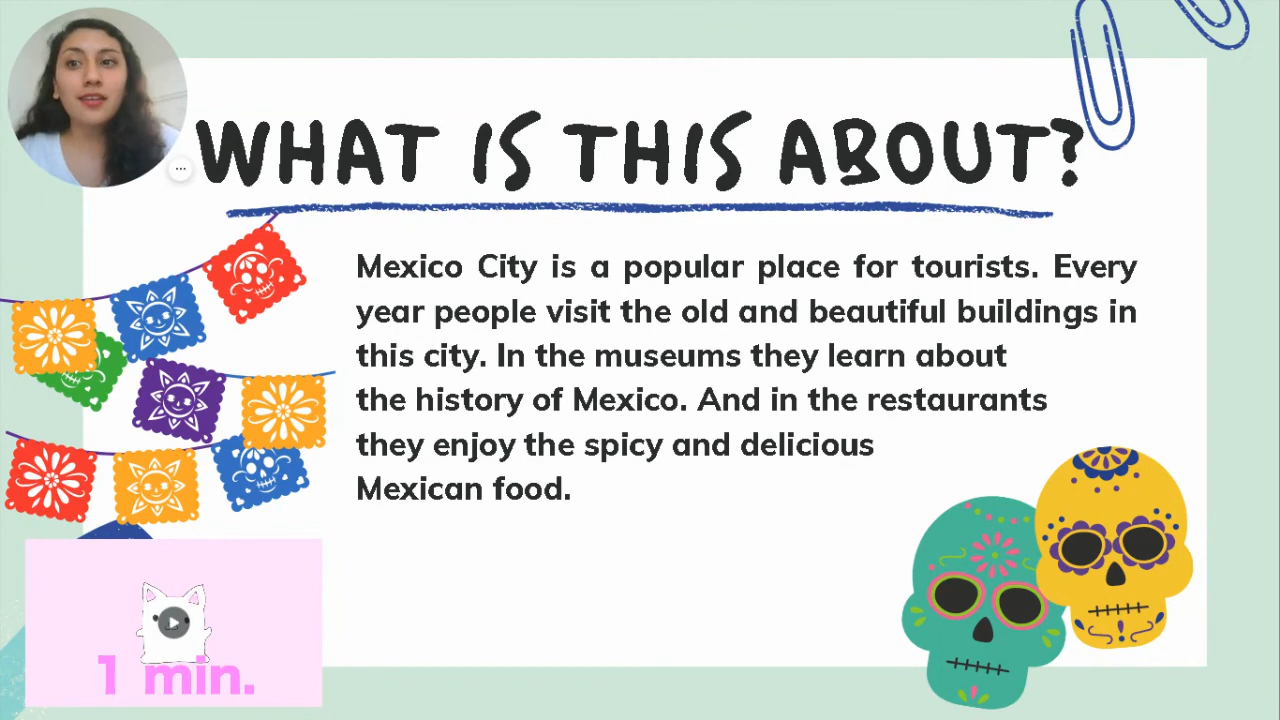 WHAT IS THIS ABOUT?
Mexico City is a popular place for tourists. Every
year people visit the old and beautiful buildings in
this city. In the museums they learn about
the history of Mexico. And in the restaurants
they enjoy the spicy and delicious
Mexican food.
1 min.